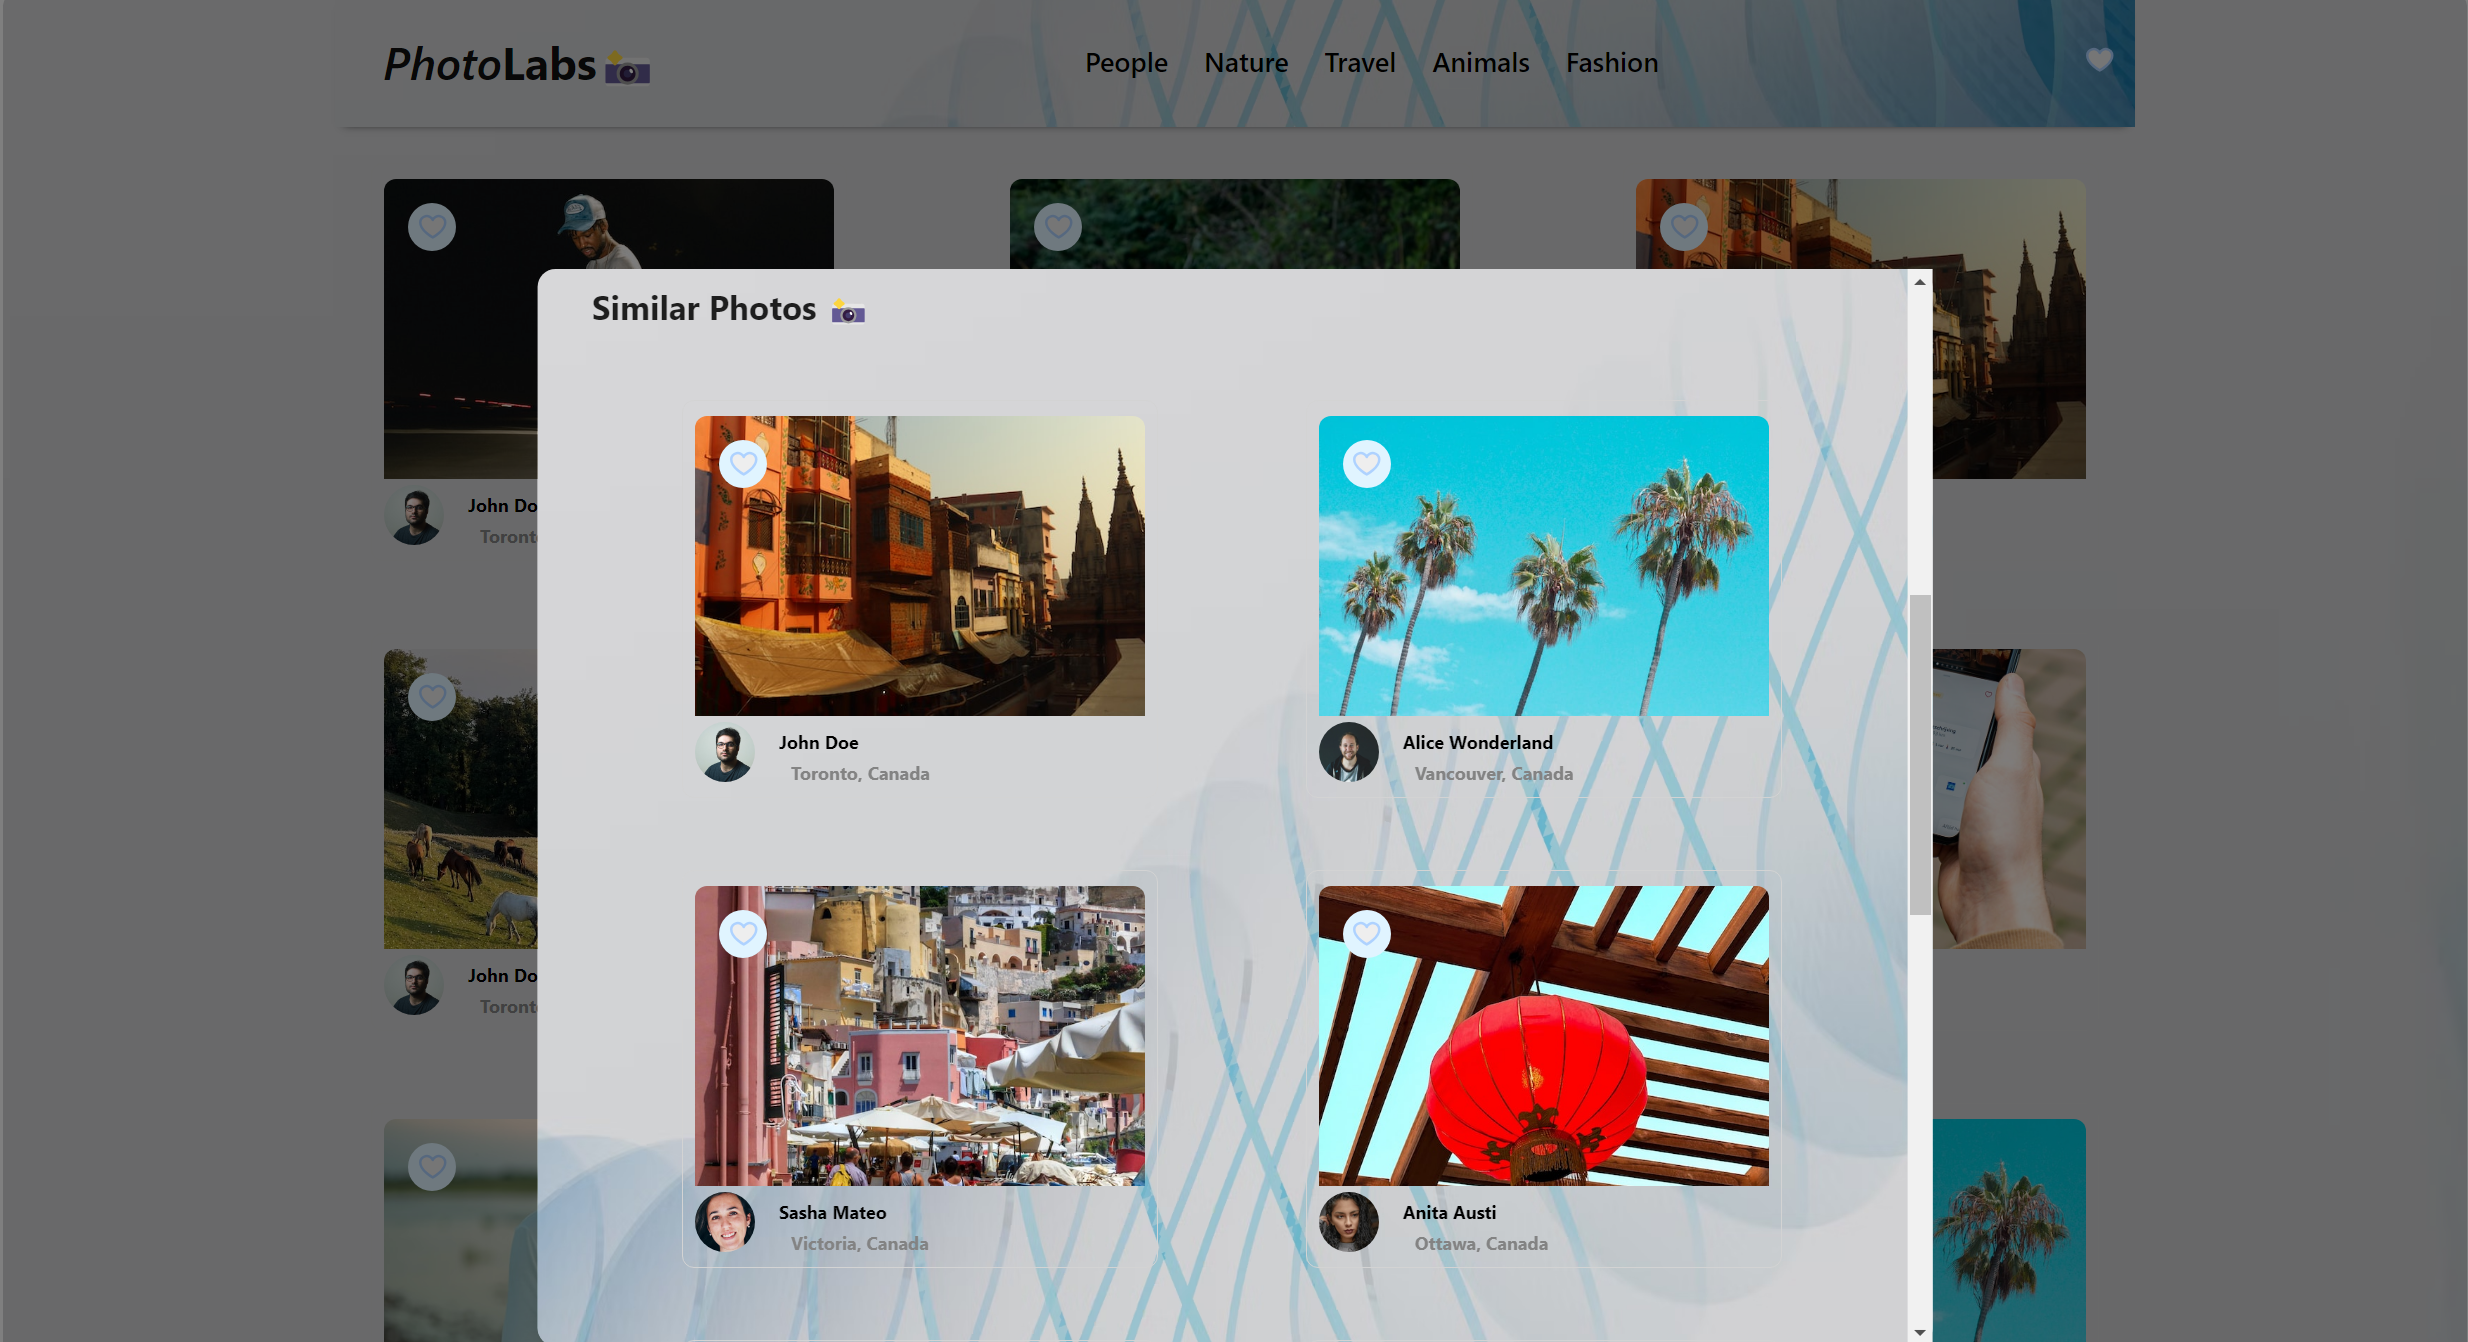 PhotoLabs
People Nature Travel Animals Fashion
Similar Photos
John Do
Toront
John Doe
Toronto, Canada
Alice Wonderland
Vancouver, Canada
John Do
Toront
Sasha Mateo
Victoria, Canada
Anita Austi
Ottawa, Canada